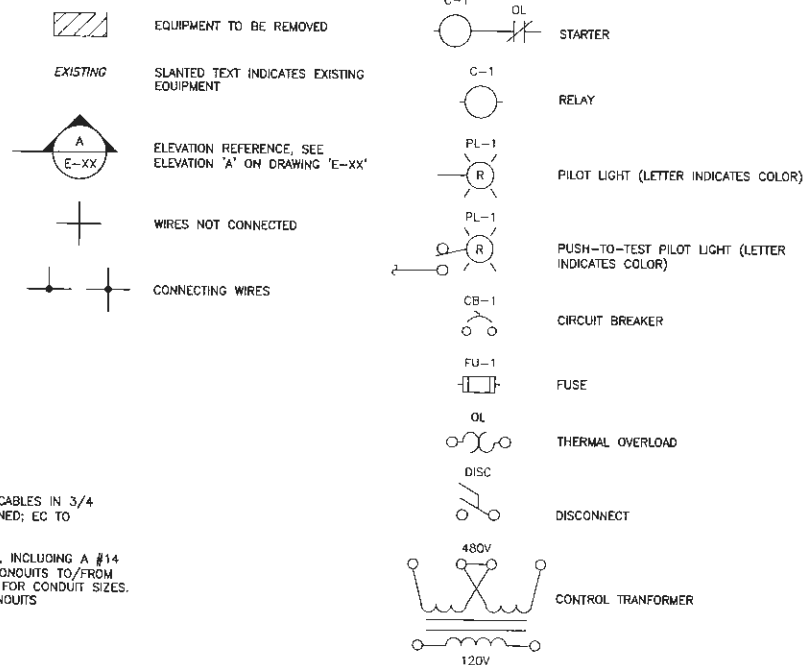 EQUIPMENT TO BE REMOVED
EXISTING
SLANTED TEXT INDICATES EXISTING
EQUIPMENT
A
E-XX
ELEVATION REFERENCE, SEE
ELEVATION 'A' ON DRAWING 'E-XX'
WIRES NOT CONNECTED
CONNECTING WIRES
CABLES IN 3/4
NED; EC TO
, INCLUDING A #14
ONDUITS TO/FROM
FOR CONDUIT SIZES.
NDUITS
C-1
OL
STARTER
C-1
RELAY
PL-1
R
PILOT LIGHT (LETTER INDICATES COLOR)
PL-1
R
PUSH-TO-TEST PILOT LIGHT (LETTER
INDICATES COLOR)
CB-1
CIRCUIT BREAKER
FU-1
FUSE
OL
THERMAL OVERLOAD
DISC
DISCONNECT
480V
CONTROL TRANFORMER
120V